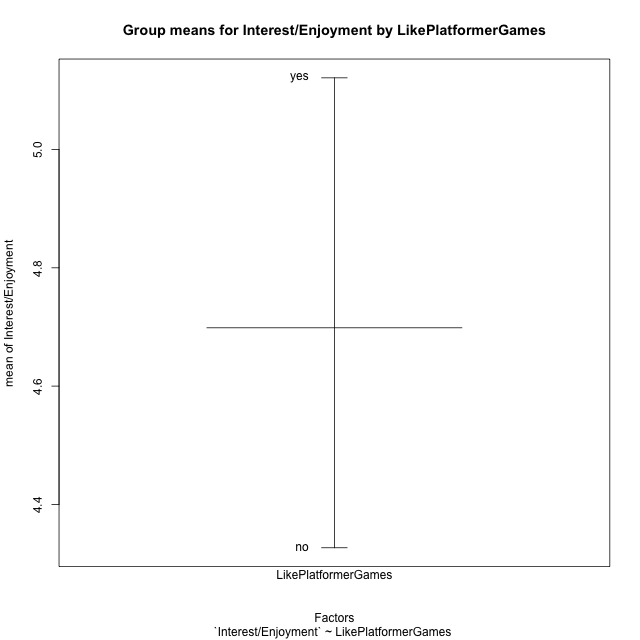 Group means for Interest/Enjoyment by LikePlatformerGames
mean of Interest/Enjoyment
5.0
4.8
4.6
4.4
yes
no
LikePlatformerGames
Factors
`Interest/Enjoyment` ~ LikePlatformerGames